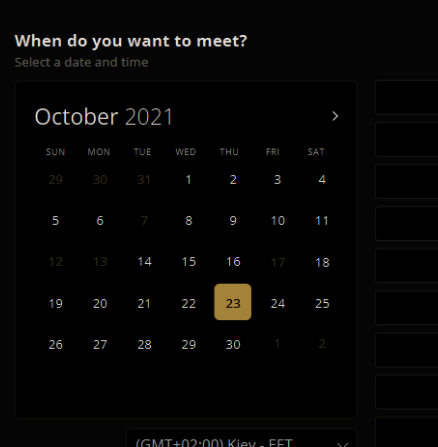 When do you want to meet?
Select a date and time
October 2021
SUN MON TUE WED THU FRI SAT
29 30 31 1 2 3 4
5 6 7 8 9 10 11
12 13 14 15 16 17 18
19 20 21 22 23 24 25
26 27 28 29 30 1 2
(GMT+02:00) Kiev - EET